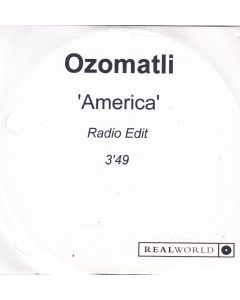 Ozomatli
'America'
Radio Edit
3'49
REALWORLD